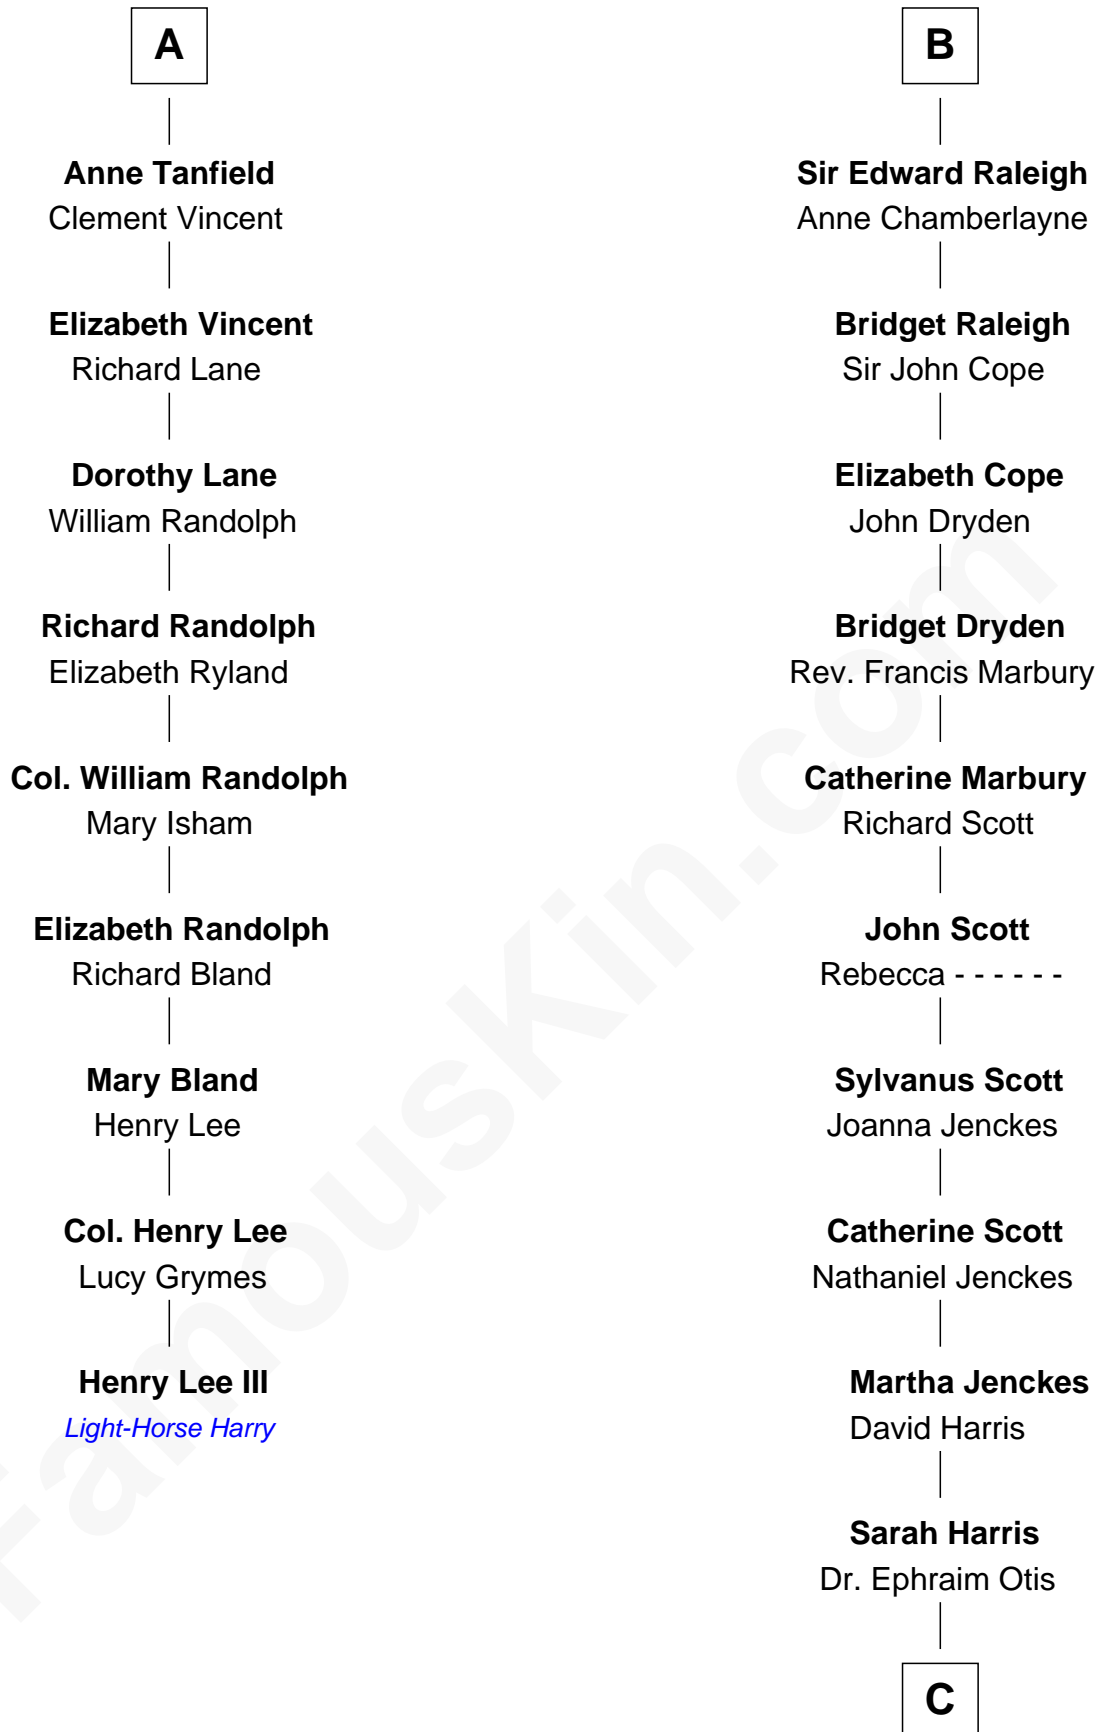 A
Anne Tanfield
Clement Vincent
Elizabeth Vincent
Richard Lane
Dorothy Lane
William Randolph
Richard Randolph
Elizabeth Ryland
Col. William Randolph
Mary Isham
Elizabeth Randolph
Richard Bland
Mary Bland
Henry Lee
Col. Henry Lee
Lucy Grymes
Henry Lee III
Light-Horse Harry
B
Sir Edward Raleigh
Anne Chamberlayne
Bridget Raleigh
Sir John Cope
Elizabeth Cope
John Dryden
Bridget Dryden
Rev. Francis Marbury
Catherine Marbury
Richard Scott
John Scott
Rebecca - - - - - -
Sylvanus Scott
Joanna Jenckes
Catherine Scott
Nathaniel Jenckes
Martha Jenckes
David Harris
Sarah Harris
Dr. Ephraim Otis
C
FamousKin.com